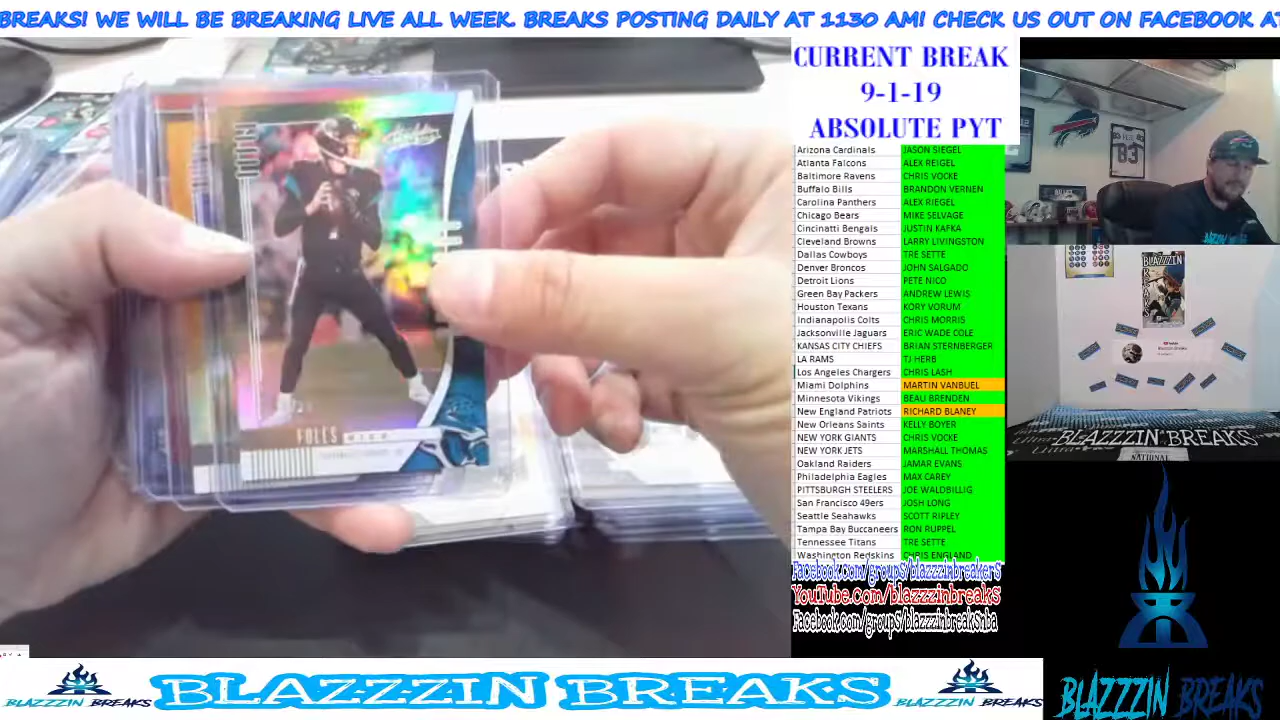 BREAKS! WE WILL BE BREAKING LIVE ALL WEEK. BREAKS POSTING DAILY AT 1130 AM! CHECK US OUT ON FACEBOOK AT
CURRENT BREAK
9-1-19
ABSOLUTE PYT
Arizona Cardinals JASON SIEGEL
Atlanta Falcons ALEX REIGEL
Baltimore Ravens CHRIS VOCKE
Buffalo Bills BRANDON VERNEN
Carolina Panthers ALEX RIEGEL
Chicago Bears MIKE SELVAGE
Cincinatti Bengals JUSTIN KAFKA
Cleveland Browns LARRY LIVINGSTON
Dallas Cowboys TRE SETTE
Denver Broncos JOHN SALGADO
Detroit Lions PETE NICO
Green Bay Packers ANDREW LEWIS
Houston Texans KORY VORUM
Indianapolis Colts CHRIS MORRIS
Jacksonville Jaguars ERIC WADE COLE
KANSAS CITY CHIEFS BRIAN STERNBERGER
LA RAMS TJ HERB
Los Angeles Chargers CHRIS LASH
Miami Dolphins MARTIN VANBUEL
Minnesota Vikings BEAU BRENDEN
New England Patriots RICHARD BLANEY
New Orleans Saints KELLY BOYER
NEW YORK GIANTS CHRIS VOCKE
NEW YORK JETS MARSHALL THOMAS
Oakland Raiders JAMAR EVANS
Philadelphia Eagles MAX CAREY
PITTSBURGH STEELERS JOE WALDBILLIG
San Francisco 49ers JOSH LONG
Seattle Seahawks SCOTT RIPLEY
Tampa Bay Buccaneers RON RUPPEL
Tennessee Titans TRE SETTE
Washington Redskins CHRIS ENGLAND
Facebook.com/groups/blazzzinbreakers
YouTube.com/blazzzinbreaks
Facebook.com/groups/blazzzinbreaksnba
FOLES
83
BLAZZZIN
BLAZZZIN BREAKS
NATIONAL
BLAZZZIN BREAKS
BLAZZZIN BREAKS
BLAZZZIN BREAKS
BLAZZZIN BREAKS